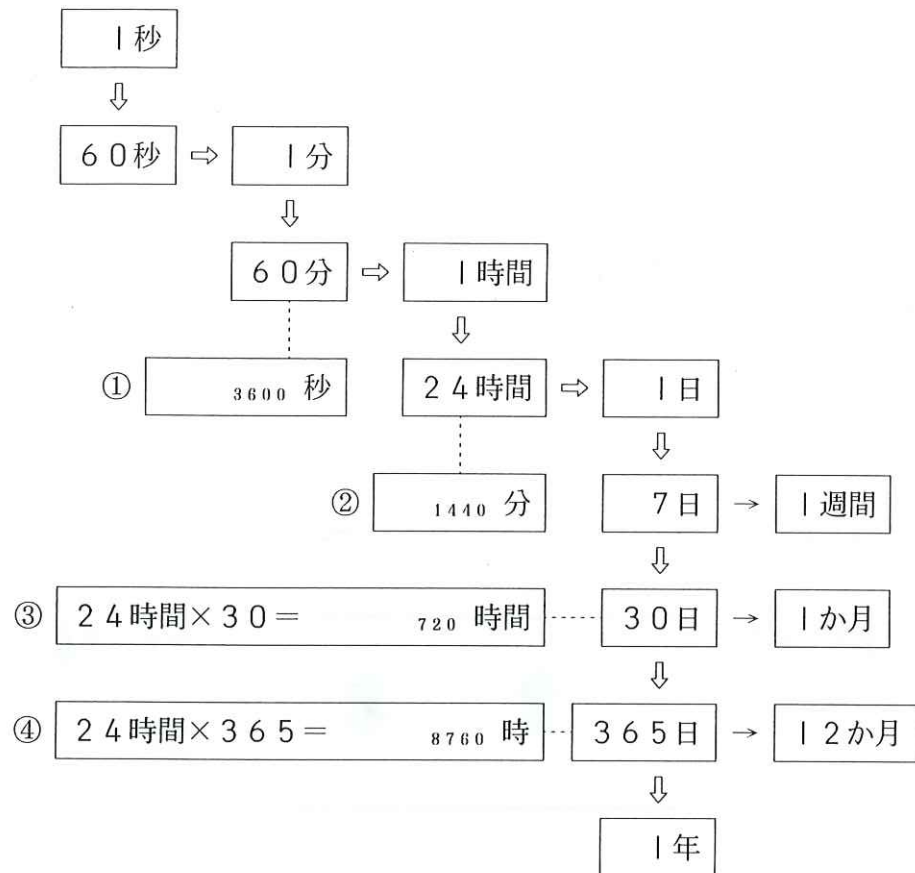 1秒
⇩
60秒 ⇨ 1分
⇩
60分 ⇨ 1時間
⇩
① 3600 秒 24時間 ⇨ 1日
⇩
② 1440 分 7日 → 1週間
⇩
③ 24時間×30= 720 時間 30日 → 1か月
⇩
④ 24時間×365= 8760 時 365日 → 12か月
⇩
1年